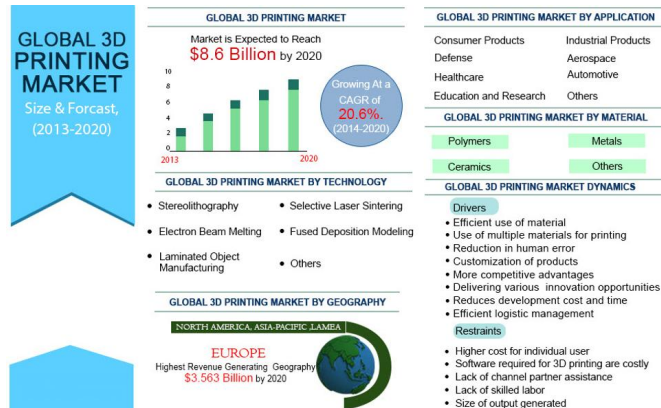 GLOBAL 3D
PRINTING
MARKET
Size & Forcast,
(2013-2020)
GLOBAL 3D PRINTING MARKET
Market is Expected to Reach
$8.6 Billion by 2020
10
8
6
4
2
0
2013
2020
Growing At a
CAGR of
20.6%.
(2014-2020)
GLOBAL 3D PRINTING MARKET BY TECHNOLOGY
• Stereolithography
• Selective Laser Sintering
• Electron Beam Melting
• Fused Deposition Modeling
• Laminated Object
Manufacturing
• Others
GLOBAL 3D PRINTING MARKET BY GEOGRAPHY
NORTH AMERICA, ASIA-PACIFIC ,LAMEA
EUROPE
Highest Revenue Generating Geography
$3.563 Billion by 2020
GLOBAL 3D PRINTING MARKET BY APPLICATION
Consumer Products
Industrial Products
Defense
Aerospace
Healthcare
Automotive
Education and Research
Others
GLOBAL 3D PRINTING MARKET BY MATERIAL
Polymers
Metals
Ceramics
Others
GLOBAL 3D PRINTING MARKET DYNAMICS
Drivers
• Efficient use of material
• Use of multiple materials for printing
• Reduction in human error
• Customization of products
• More competitive advantages
• Delivering various innovation opportunities
• Reduces development cost and time
• Efficient logistic management
Restraints
• Higher cost for individual user
• Software required for 3D printing are costly
• Lack of channel partner assistance
• Lack of skilled labor
• Size of output generated